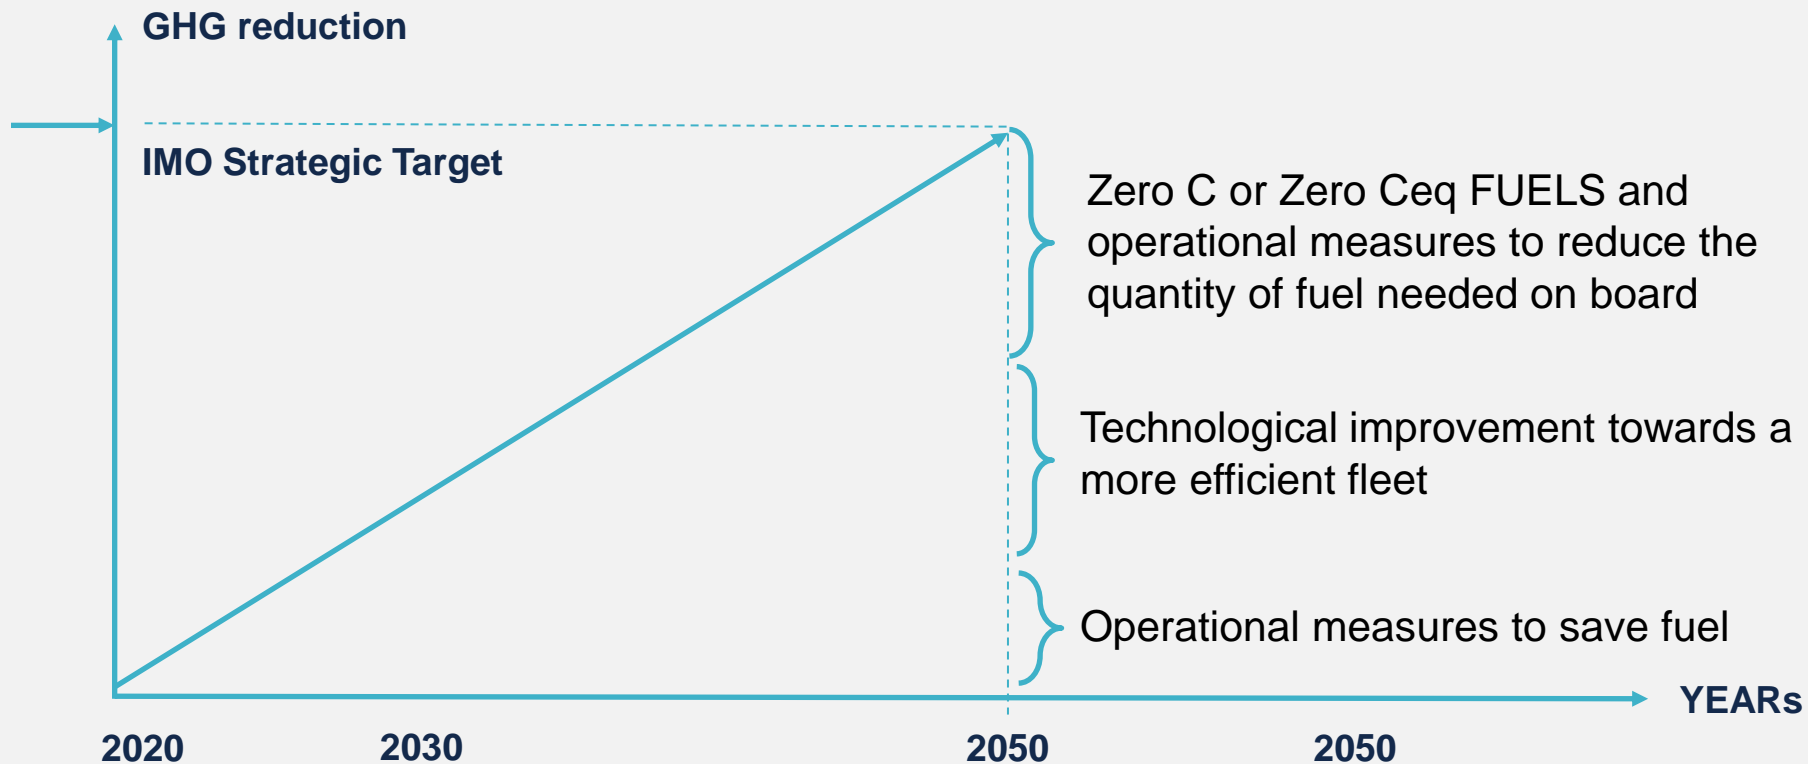 GHG reduction
IMO Strategic Target
Zero C or Zero Ceq FUELS and
operational measures to reduce the
quantity of fuel needed on board
Technological improvement towards a
more efficient fleet
Operational measures to save fuel
YEARs
2020 2030 2050 2050